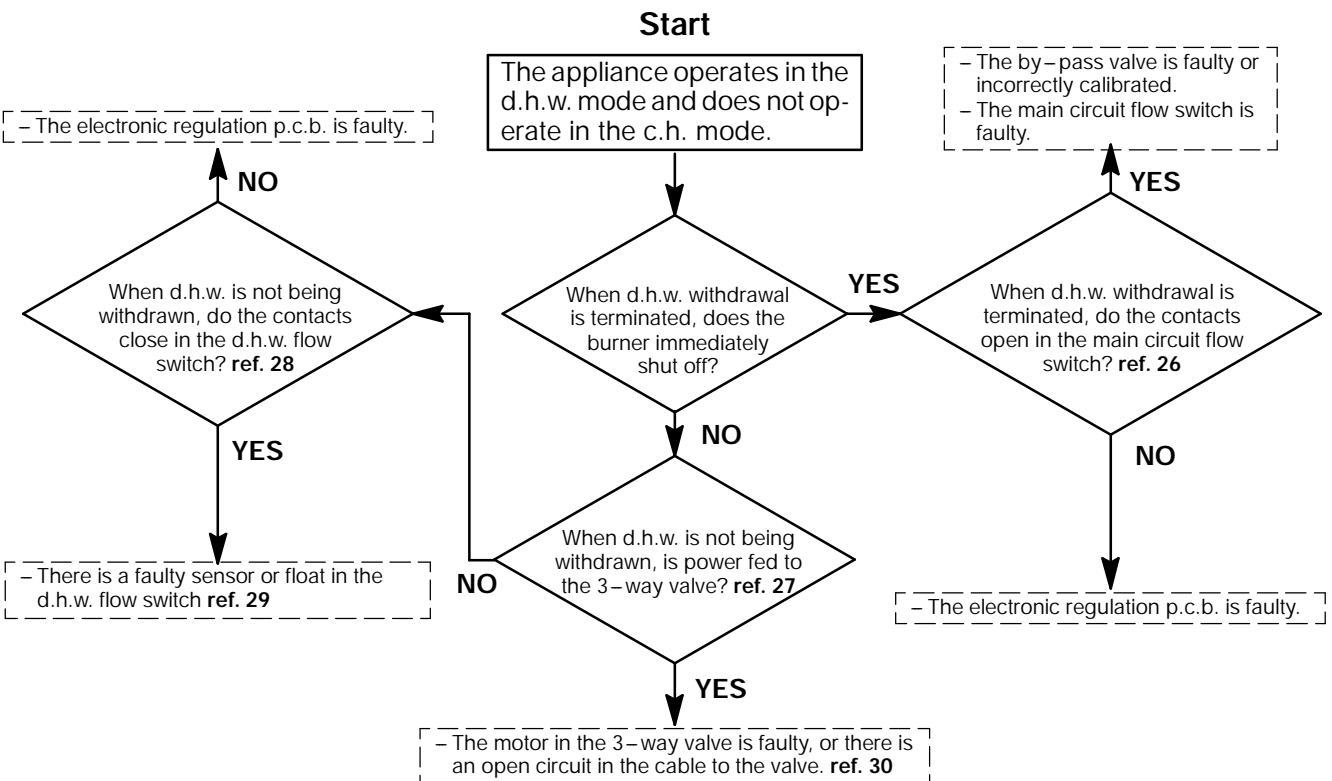 Start
The appliance operates in the
d.h.w. mode and does not op-
erate in the c.h. mode.
– The by–pass valve is faulty or
incorrectly calibrated.
– The main circuit flow switch is
faulty.
– The electronic regulation p.c.b. is faulty.
NO
YES
When d.h.w. is not being
withdrawn, do the contacts
close in the d.h.w. flow
switch? ref. 28
When d.h.w. withdrawal
is terminated, does the
burner immediately
shut off?
YES
When d.h.w. withdrawal is
terminated, do the contacts
open in the main circuit flow
switch? ref. 26
YES
NO
NO
When d.h.w. is not being
withdrawn, is power fed to
the 3–way valve? ref. 27
NO
– There is a faulty sensor or float in the
d.h.w. flow switch ref. 29
– The electronic regulation p.c.b. is faulty.
YES
– The motor in the 3–way valve is faulty, or there is
an open circuit in the cable to the valve. ref. 30